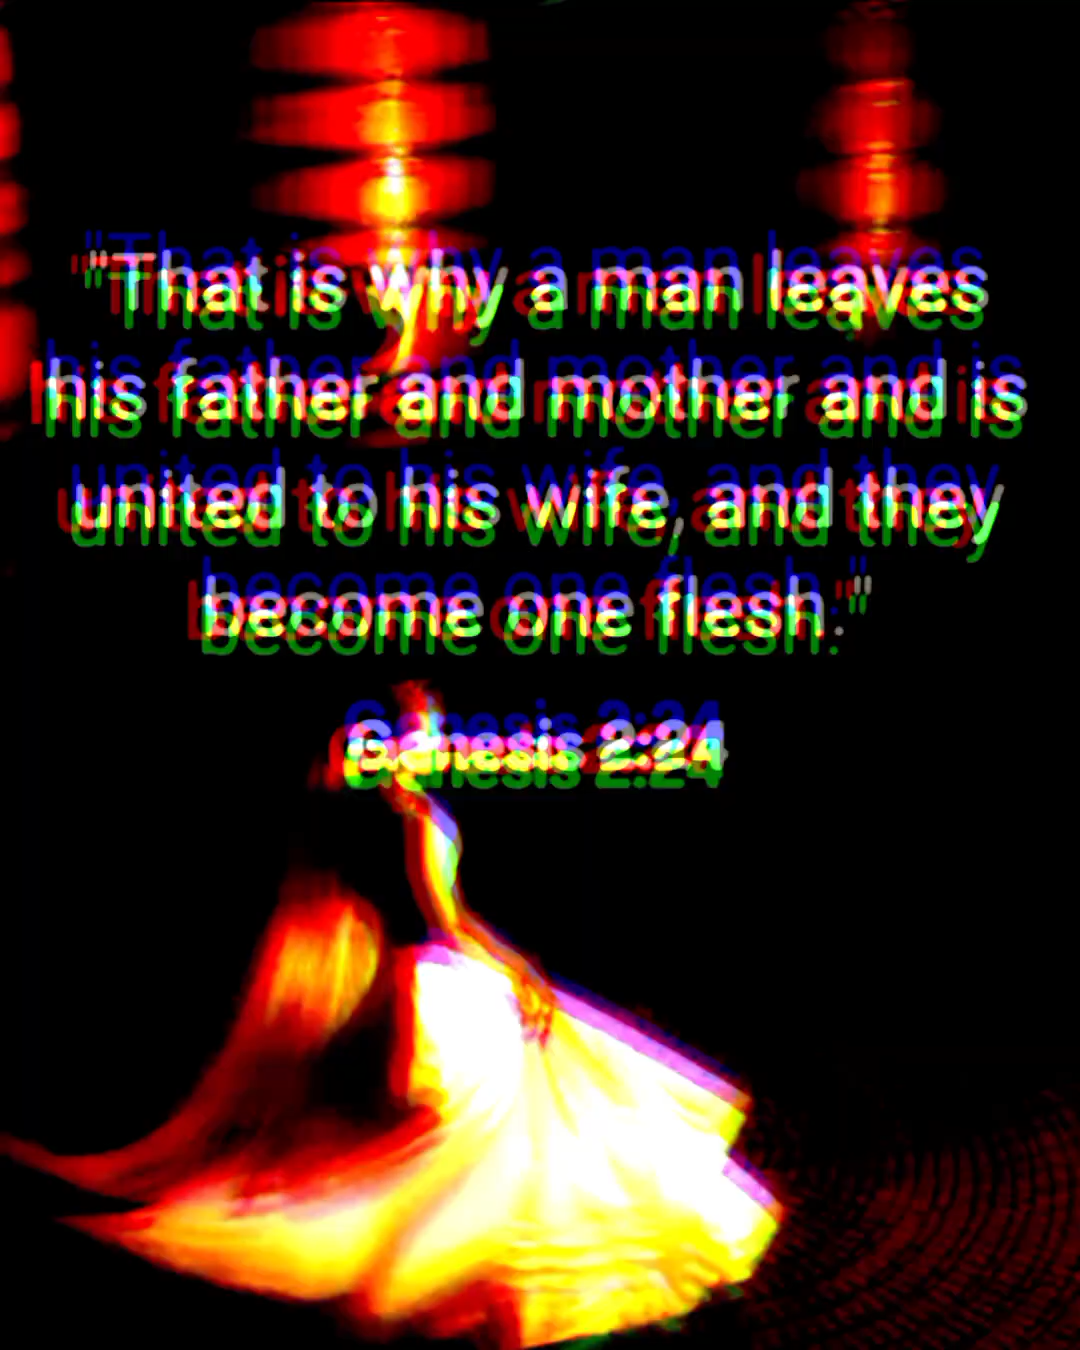 "That is why a man leaves
his father and mother and is
united to his wife, and they
become one flesh."
Genesis 2:24